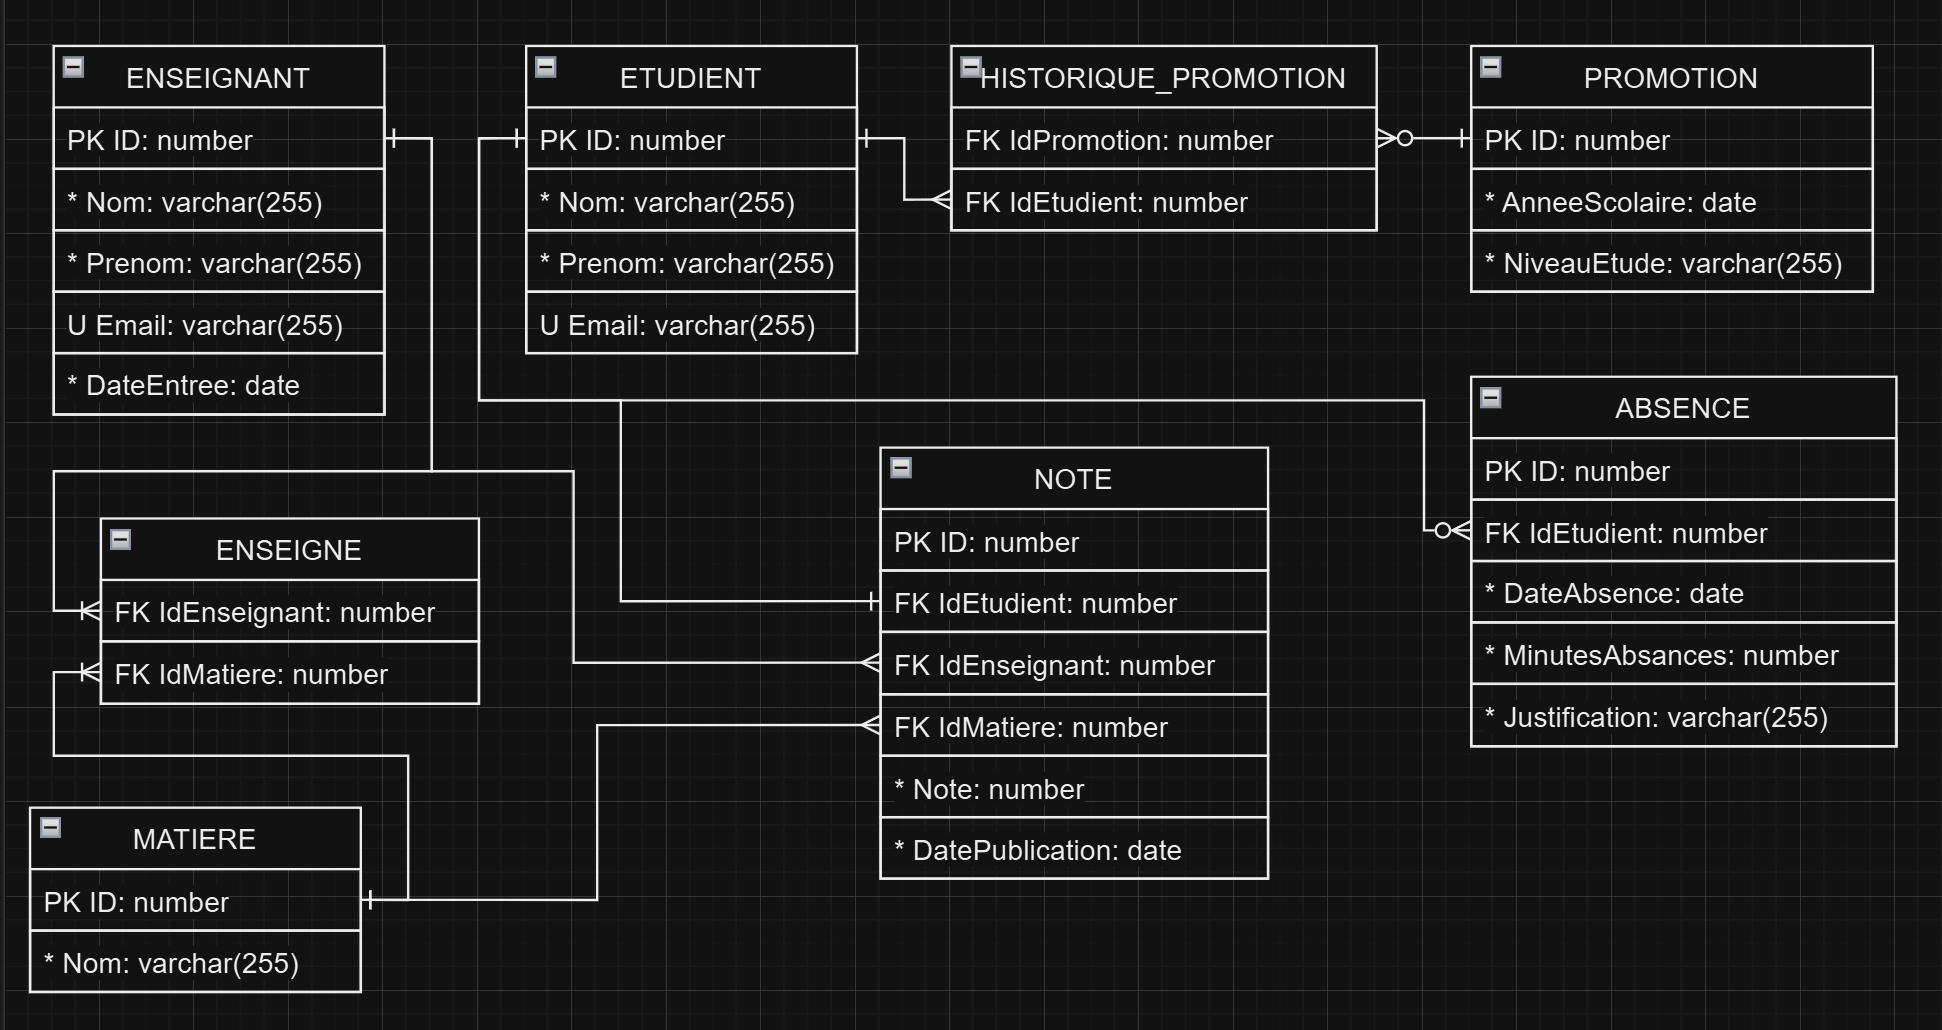 ENSEIGNANT
PK ID: number
* Nom: varchar(255)
* Prenom: varchar(255)
U Email: varchar(255)
* DateEntree: date
ETUDIENT
PK ID: number
* Nom: varchar(255)
* Prenom: varchar(255)
U Email: varchar(255)
HISTORIQUE_PROMOTION
FK IdPromotion: number
FK IdEtudient: number
PROMOTION
PK ID: number
* AnneeScolaire: date
* NiveauEtude: varchar(255)
ABSENCE
PK ID: number
FK IdEtudient: number
* DateAbsence: date
* MinutesAbsances: number
* Justification: varchar(255)
NOTE
PK ID: number
FK IdEtudient: number
FK IdEnseignant: number
FK IdMatiere: number
* Note: number
* DatePublication: date
ENSEIGNE
FK IdEnseignant: number
FK IdMatiere: number
MATIERE
PK ID: number
* Nom: varchar(255)